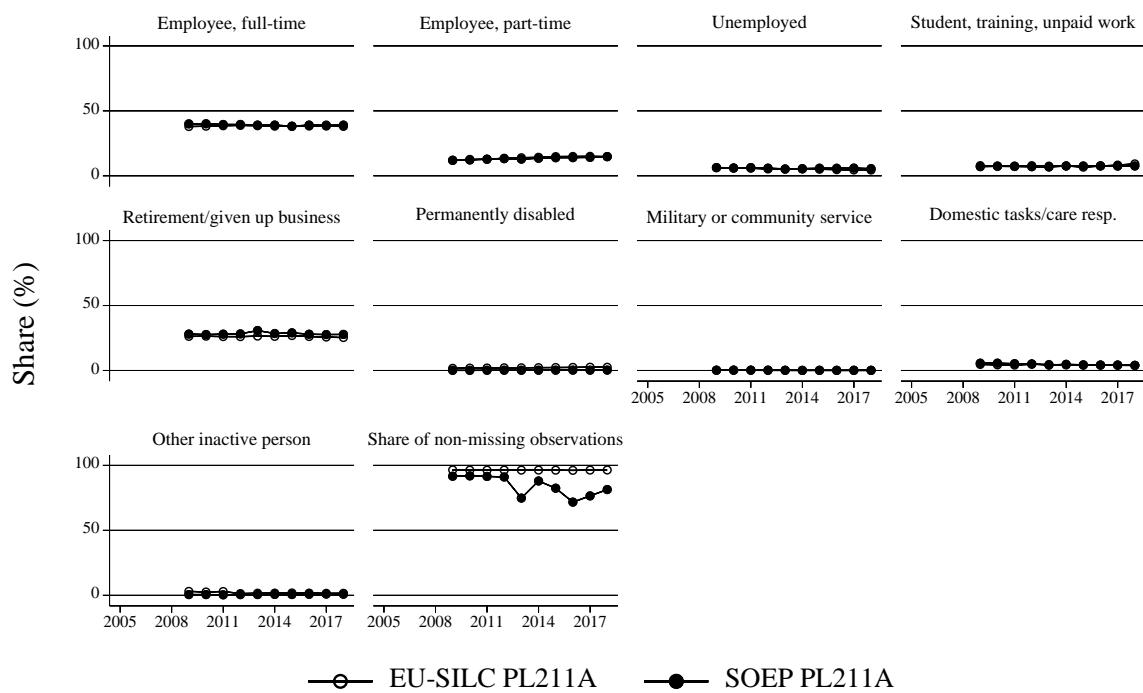 Employee, full-time
Employee, part-time
Unemployed
Student, training, unpaid work
100
50
0
Retirement/given up business
Permanently disabled
Military or community service
Domestic tasks/care resp.
100
50
0
2005 2008 2011 2014 2017
2005 2008 2011 2014 2017
Share (%)
Other inactive person
Share of non-missing observations
100
50
0
2005 2008 2011 2014 2017
2005 2008 2011 2014 2017
EU-SILC PL211A
SOEP PL211A